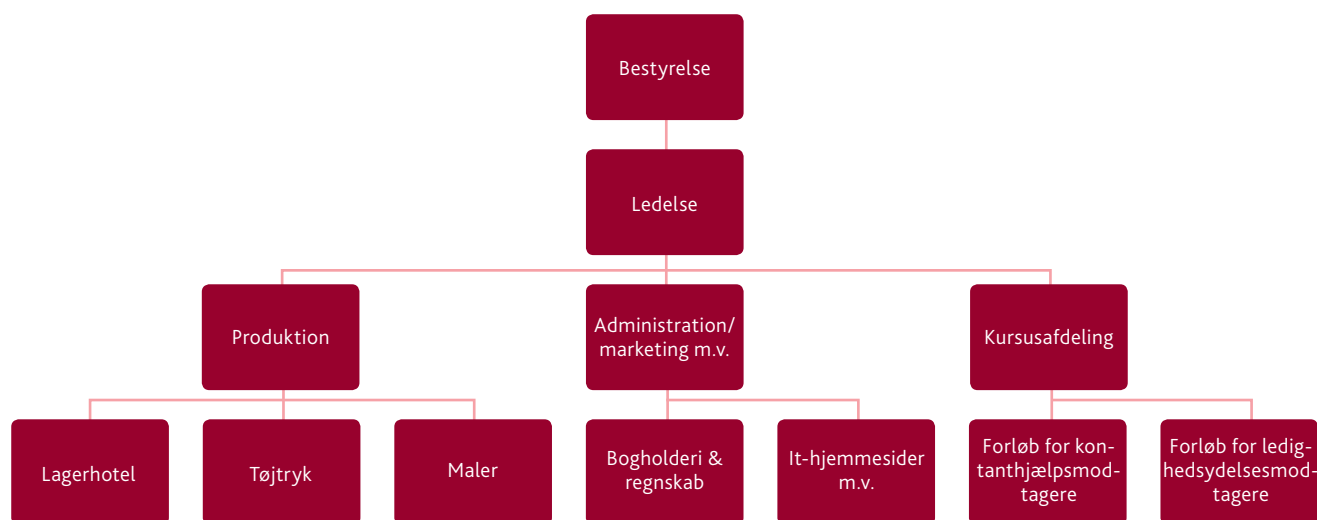 Bestyrelse
Ledelse
Produktion
Administration/
marketing m.v.
Kursusafdeling
Lagerhotel
Tøjtryk
Maler
Bogholderi &
regnskab
It-hjemmesider
m.v.
Forløb for kon-
tanthjælpsmod-
tagere
Forløb for ledig-
hedsydelsesmod-
tagere